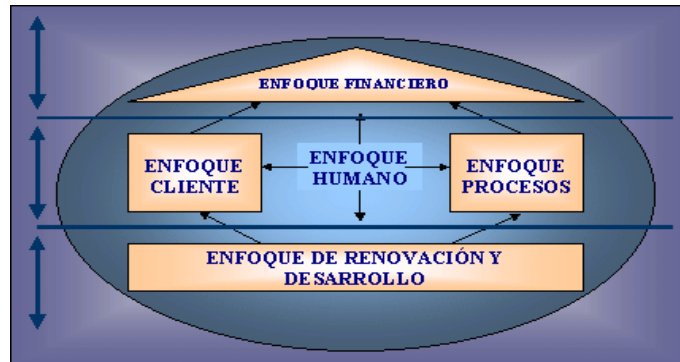 ENFOQUE FINANCIERO
ENFOQUE
CLIENTE
ENFOQUE
HUMANO
ENFOQUE
PROCESOS
ENFOQUE DE RENOVACIÓN Y
DESARROLLO